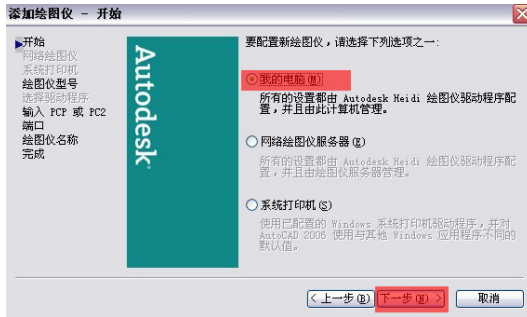 添加绘图仪 - 开始
开始
网络绘图仪
系统打印机
绘图仪型号
选择驱动程序
输入 PCP 或 PC2
端口
绘图仪名称
完成
Autodesk
要配置新绘图仪，请选择下列选项之一:
我的电脑(M)
所有的设置都由 Autodesk Heidi 绘图仪驱动程序配
置，并且由此计算机管理。
网络绘图仪服务器(E)
所有的设置都由 Autodesk Heidi 绘图仪驱动程序配
置，并且由绘图仪服务器管理。
系统打印机(S)
使用已配置的 Windows 系统打印机驱动程序，并对
AutoCAD 2006 使用与其他 Windows 应用程序不同的
默认值。
< 上一步(B) 下一步(N) > 取消